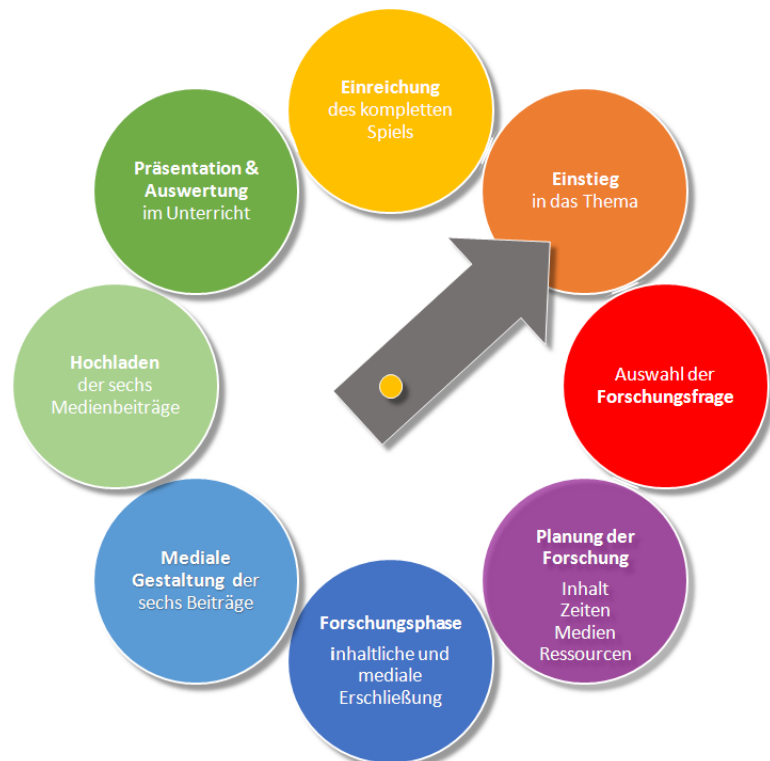 Einreichung
des kompletten
Spiels
Einstieg
in das Thema
Auswahl der
Forschungsfrage
Planung der
Forschung
Inhalt
Zeiten
Medien
Ressourcen
Forschungsphase
inhaltliche und
mediale
Erschließung
Mediale
Gestaltung der
sechs Beiträge
Hochladen
der sechs
Medienbeiträge
Präsentation &
Auswertung
im Unterricht